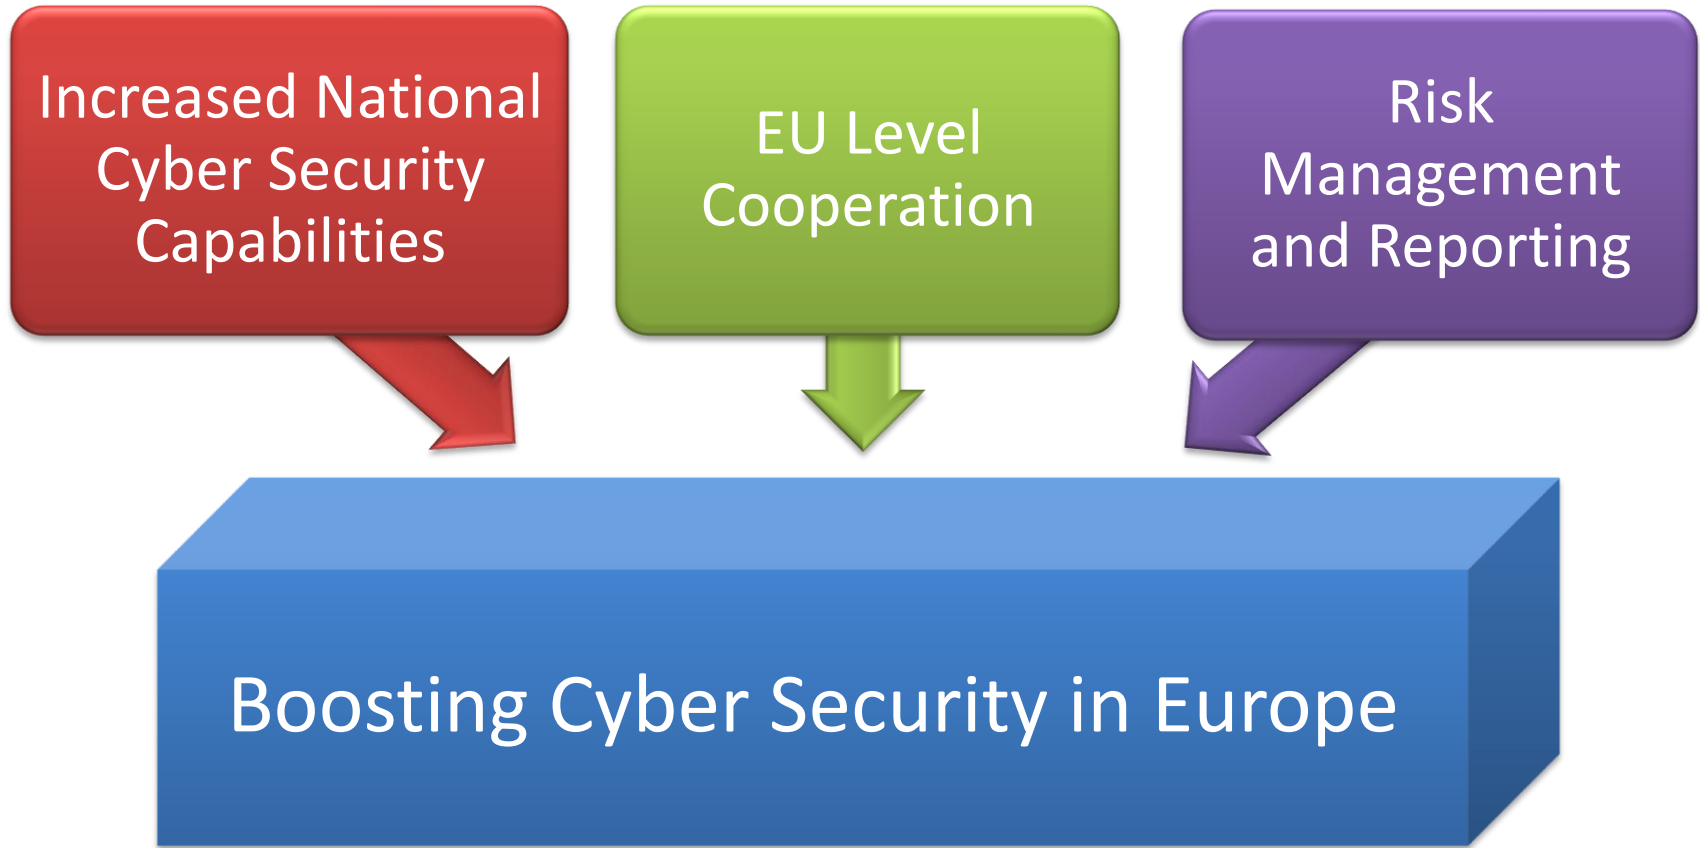 Increased National
Cyber Security
Capabilities
EU Level
Cooperation
Risk
Management
and Reporting
Boosting Cyber Security in Europe